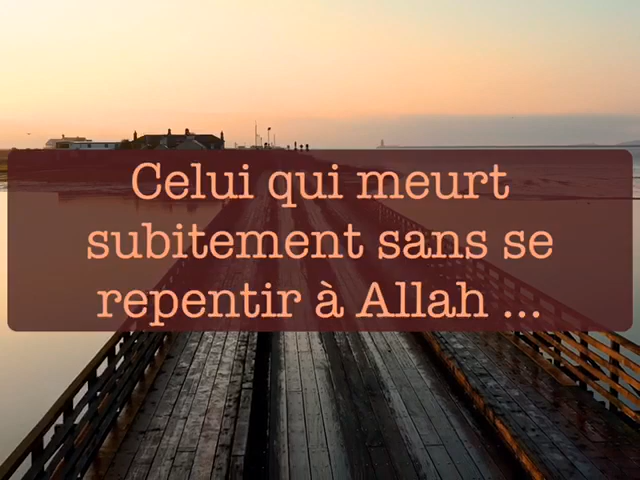 Celui qui meurt
subitement sans se
repentir à Allah ...